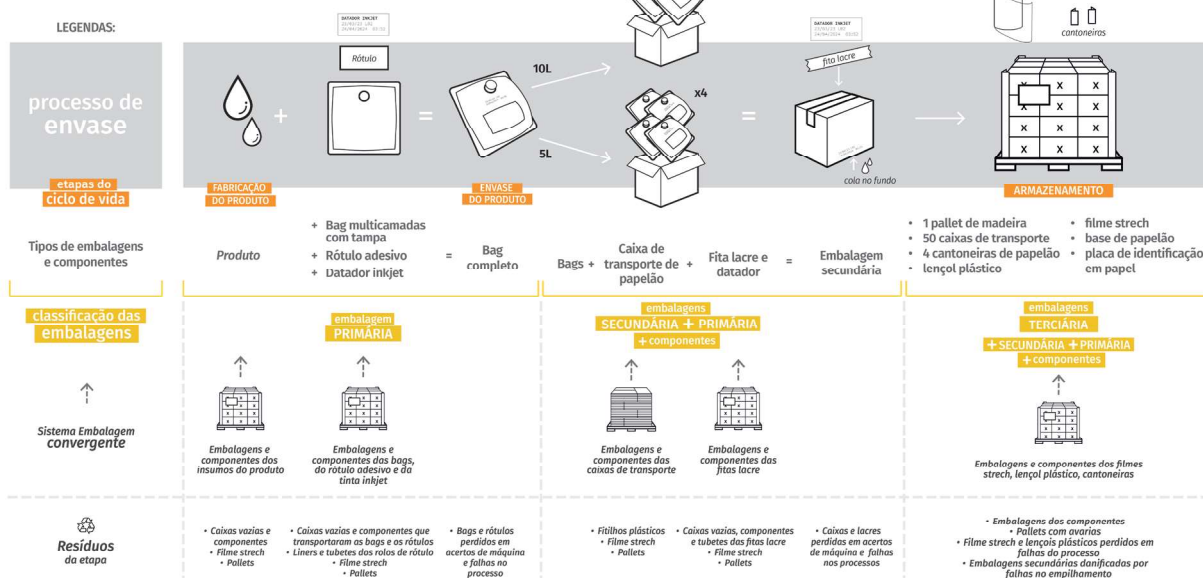 LEGENDAS:
DATADOR INKJET
DATADOR INKJET
cantoneiras
Rótulo
fita lacre
processo de
envase
+
=
10L
5L
x4
=
cola no fundo
x x x
x x x
x x x
x x x
etapas do
ciclo de vida
FABRICAÇÃO
DO PRODUTO
ENVASE
DO PRODUTO
ARMAZENAMENTO
Tipos de embalagens
e componentes
Produto
+ Bag multicamadas
com tampa
+ Rótulo adesivo
+ Datador inkjet
=
Bag
completo
Bags +
Caixa de
transporte de
papelão
+
Fita lacre e
datador
=
Embalagem
secundária
• 1 pallet de madeira
• 50 caixas de transporte
• 4 cantoneiras de papelão
- lençol plástico
• filme strech
• base de papelão
• placa de identificação
em papel
classificação das
embalagens
embalagem
PRIMÁRIA
embalagens
SECUNDÁRIA + PRIMÁRIA
+ componentes
embalagens
TERCIÁRIA
+ SECUNDÁRIA + PRIMÁRIA
+ componentes
Sistema Embalagem
convergente
Embalagens e
componentes dos
insumos do produto
Embalagens e
componentes das bags,
do rótulo adesivo e da
tinta inkjet
Embalagens e
componentes das
caixas de transporte
Embalagens e
componentes das
fitas lacre
Embalagens e componentes dos filmes
strech, lençol plástico, cantoneiras
Resíduos
da etapa
• Caixas vazias e
componentes
• Filme strech
• Pallets
• Caixas vazias e componentes que
transportaram as bags e os rótulos
• Liners e tubetes dos rolos de rótulo
• Filme strech
• Pallets
• Bags e rótulos
perdidos em
acertos de máquina
e falhas no
processo
• Fitilhos plásticos
• Filme strech
• Pallets
• Caixas vazias, componentes
e tubetes das fitas lacre
• Filme strech
• Pallets
• Caixas e lacres
perdidas em acertos
de máquina e falhas
nos processos
- Embalagens dos componentes
• Pallets com avarias
• Filme strech e lençois plásticos perdidos em
falhas do processo
• Embalagens secundárias danificadas por
falhas no empilhamento